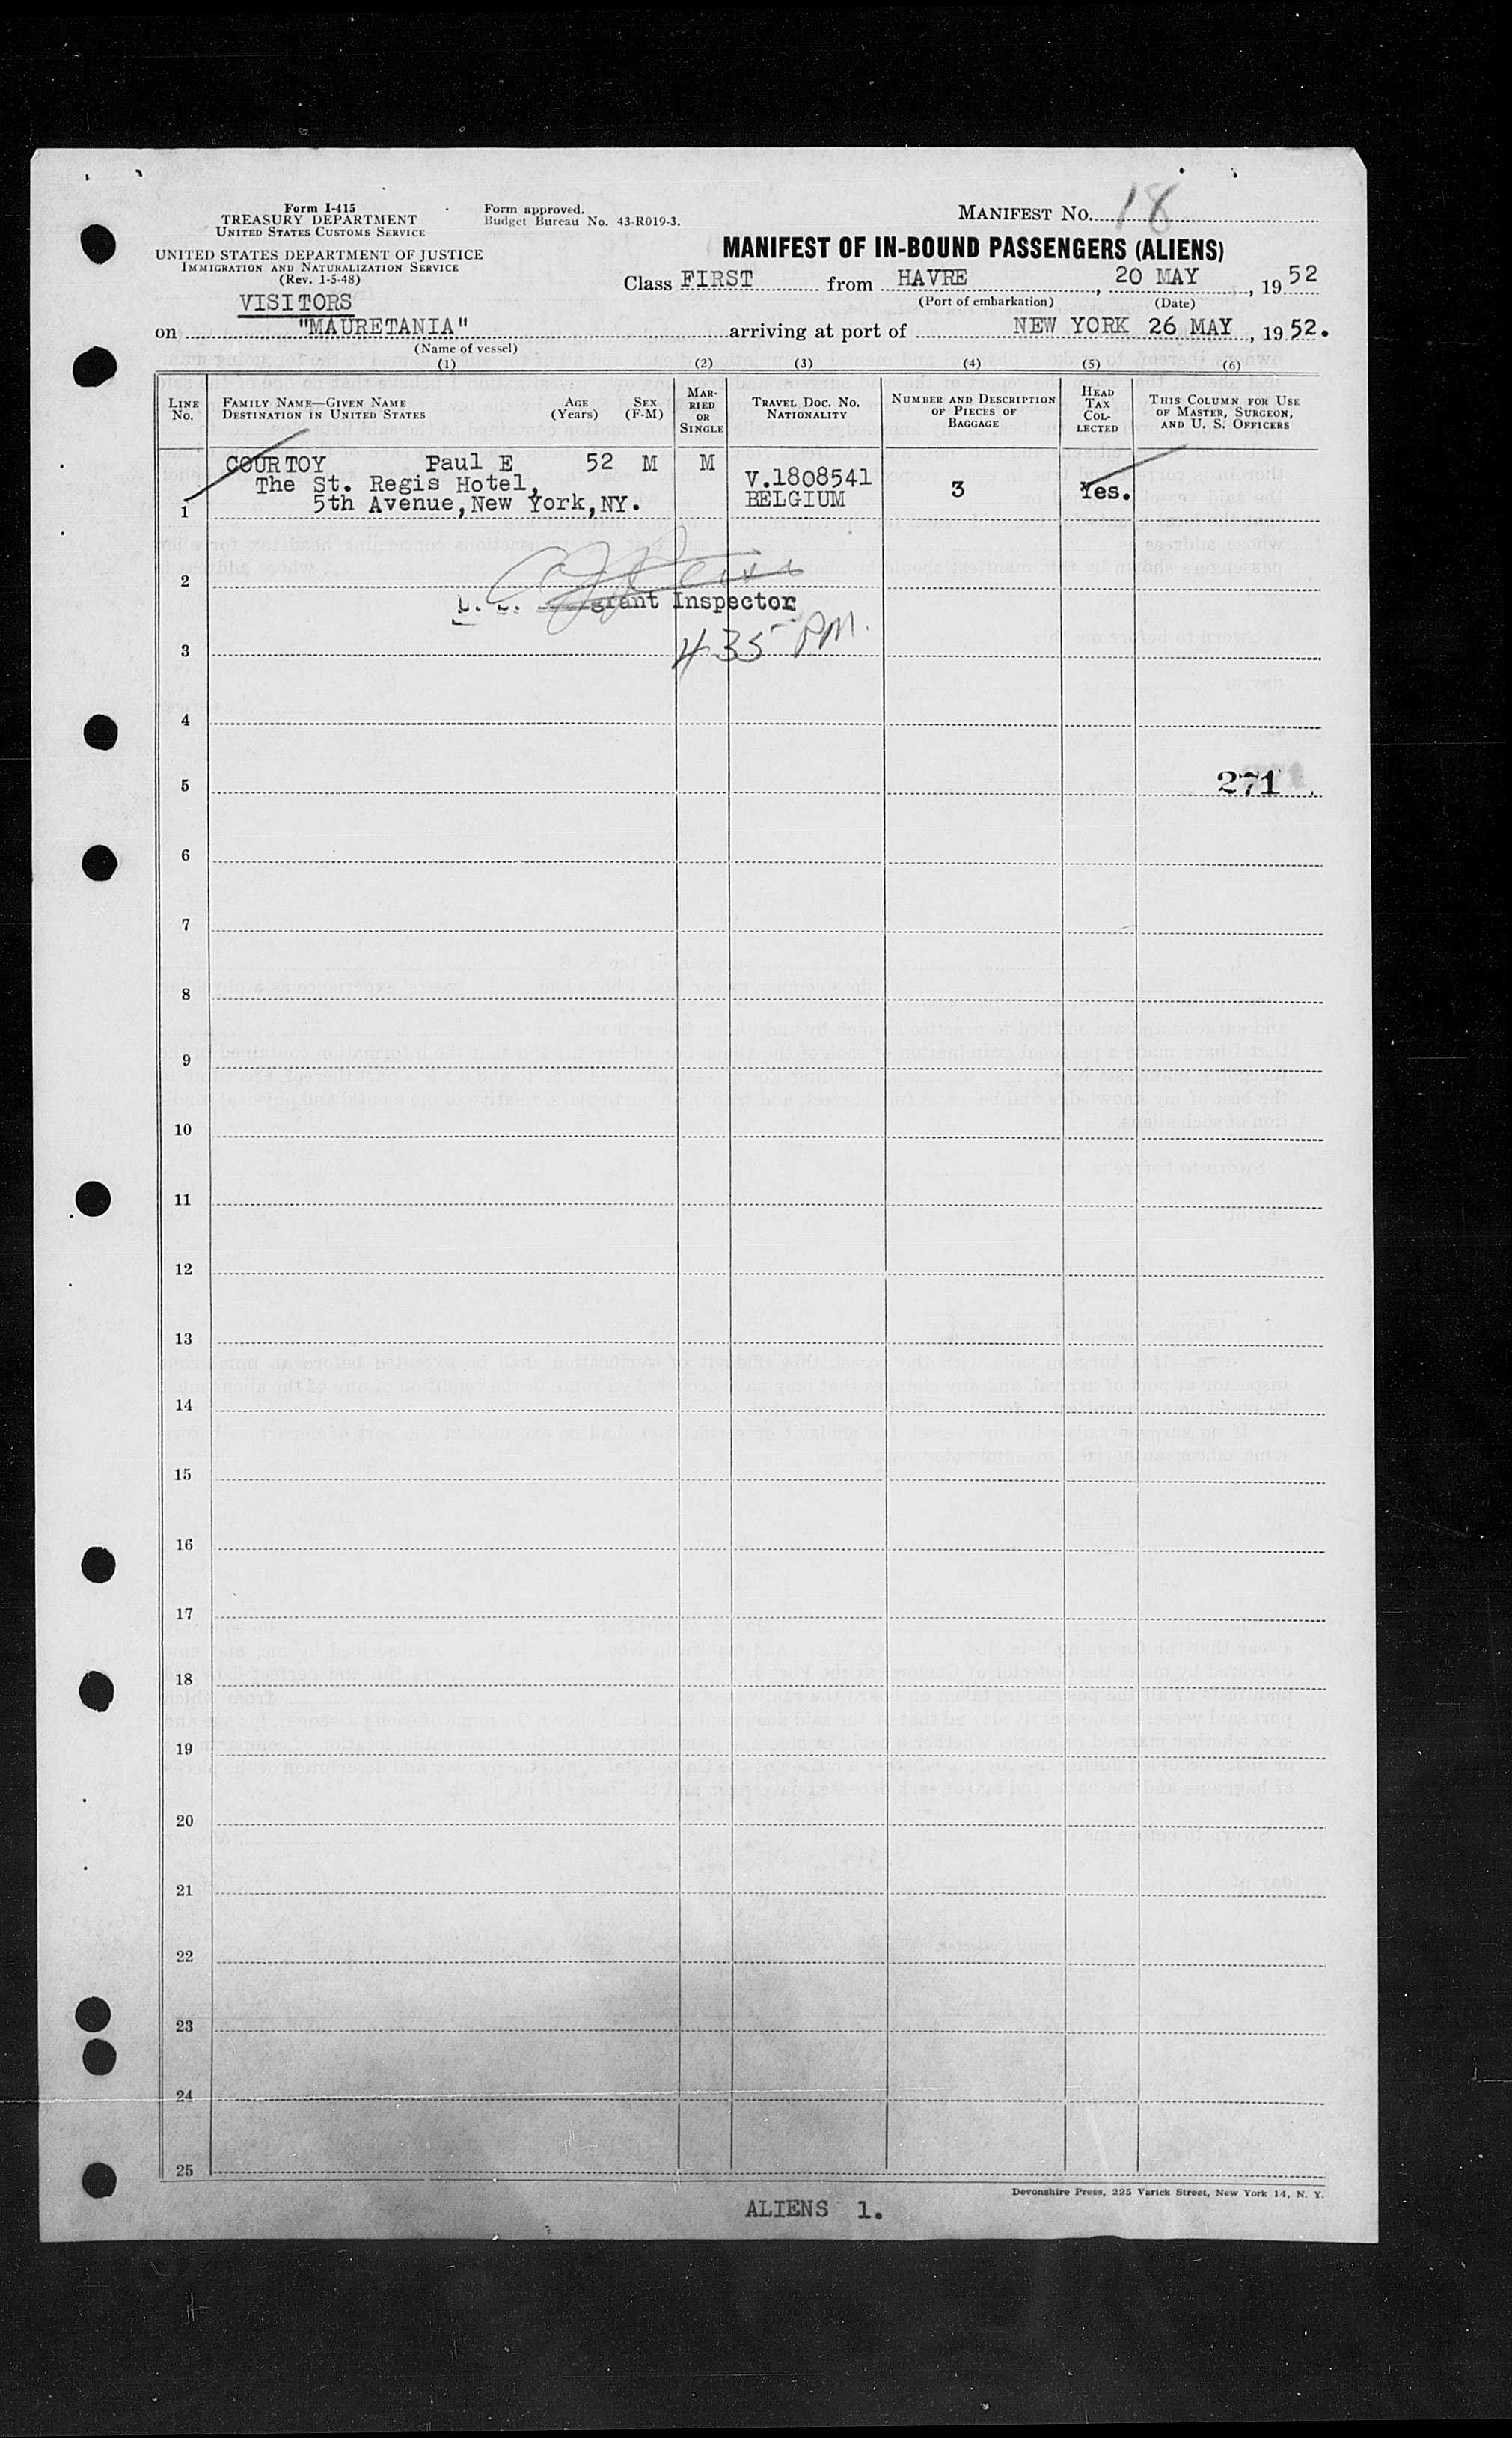 Form I-415
TREASURY DEPARTMENT
UNITED STATES CUSTOMS SERVICE
UNITED STATES DEPARTMENT OF JUSTICE
IMMIGRATION AND NATURALIZATION SERVICE
(Rev. 1-5-48)
Form approved.
Budget Bureau No. 43-R019-3.
MANIFEST No. 18
MANIFEST OF IN-BOUND PASSENGERS (ALIENS)
Class FIRST from HAVRE, 20 MAY, 1952
(Port of embarkation) (Date)
VISITORS
on "MAURETANIA" arriving at port of NEW YORK 26 MAY, 1952.
(Name of vessel)
(1) (2) (3) (4) (5) (6)
LINE No. FAMILY NAME—GIVEN NAME DESTINATION IN UNITED STATES AGE (Years) SEX (F-M) MARRIED OR SINGLE TRAVEL DOC. NO. NATIONALITY NUMBER AND DESCRIPTION OF PIECES OF BAGGAGE HEAD TAX COLLECTED THIS COLUMN FOR USE OF MASTER, SURGEON, AND U. S. OFFICERS
COURTOY Paul E 52 M M V.1808541
The St. Regis Hotel, BELGIUM 3 Yes.
1 5th Avenue,New York,NY.
2
grant Inspector
3 435 PM.
4
5 271
6
7
8
9
10
11
12
13
14
15
16
17
18
19
20
21
22
23
24
25
Devonshire Press, 225 Varick Street, New York 14, N. Y.
ALIENS 1.